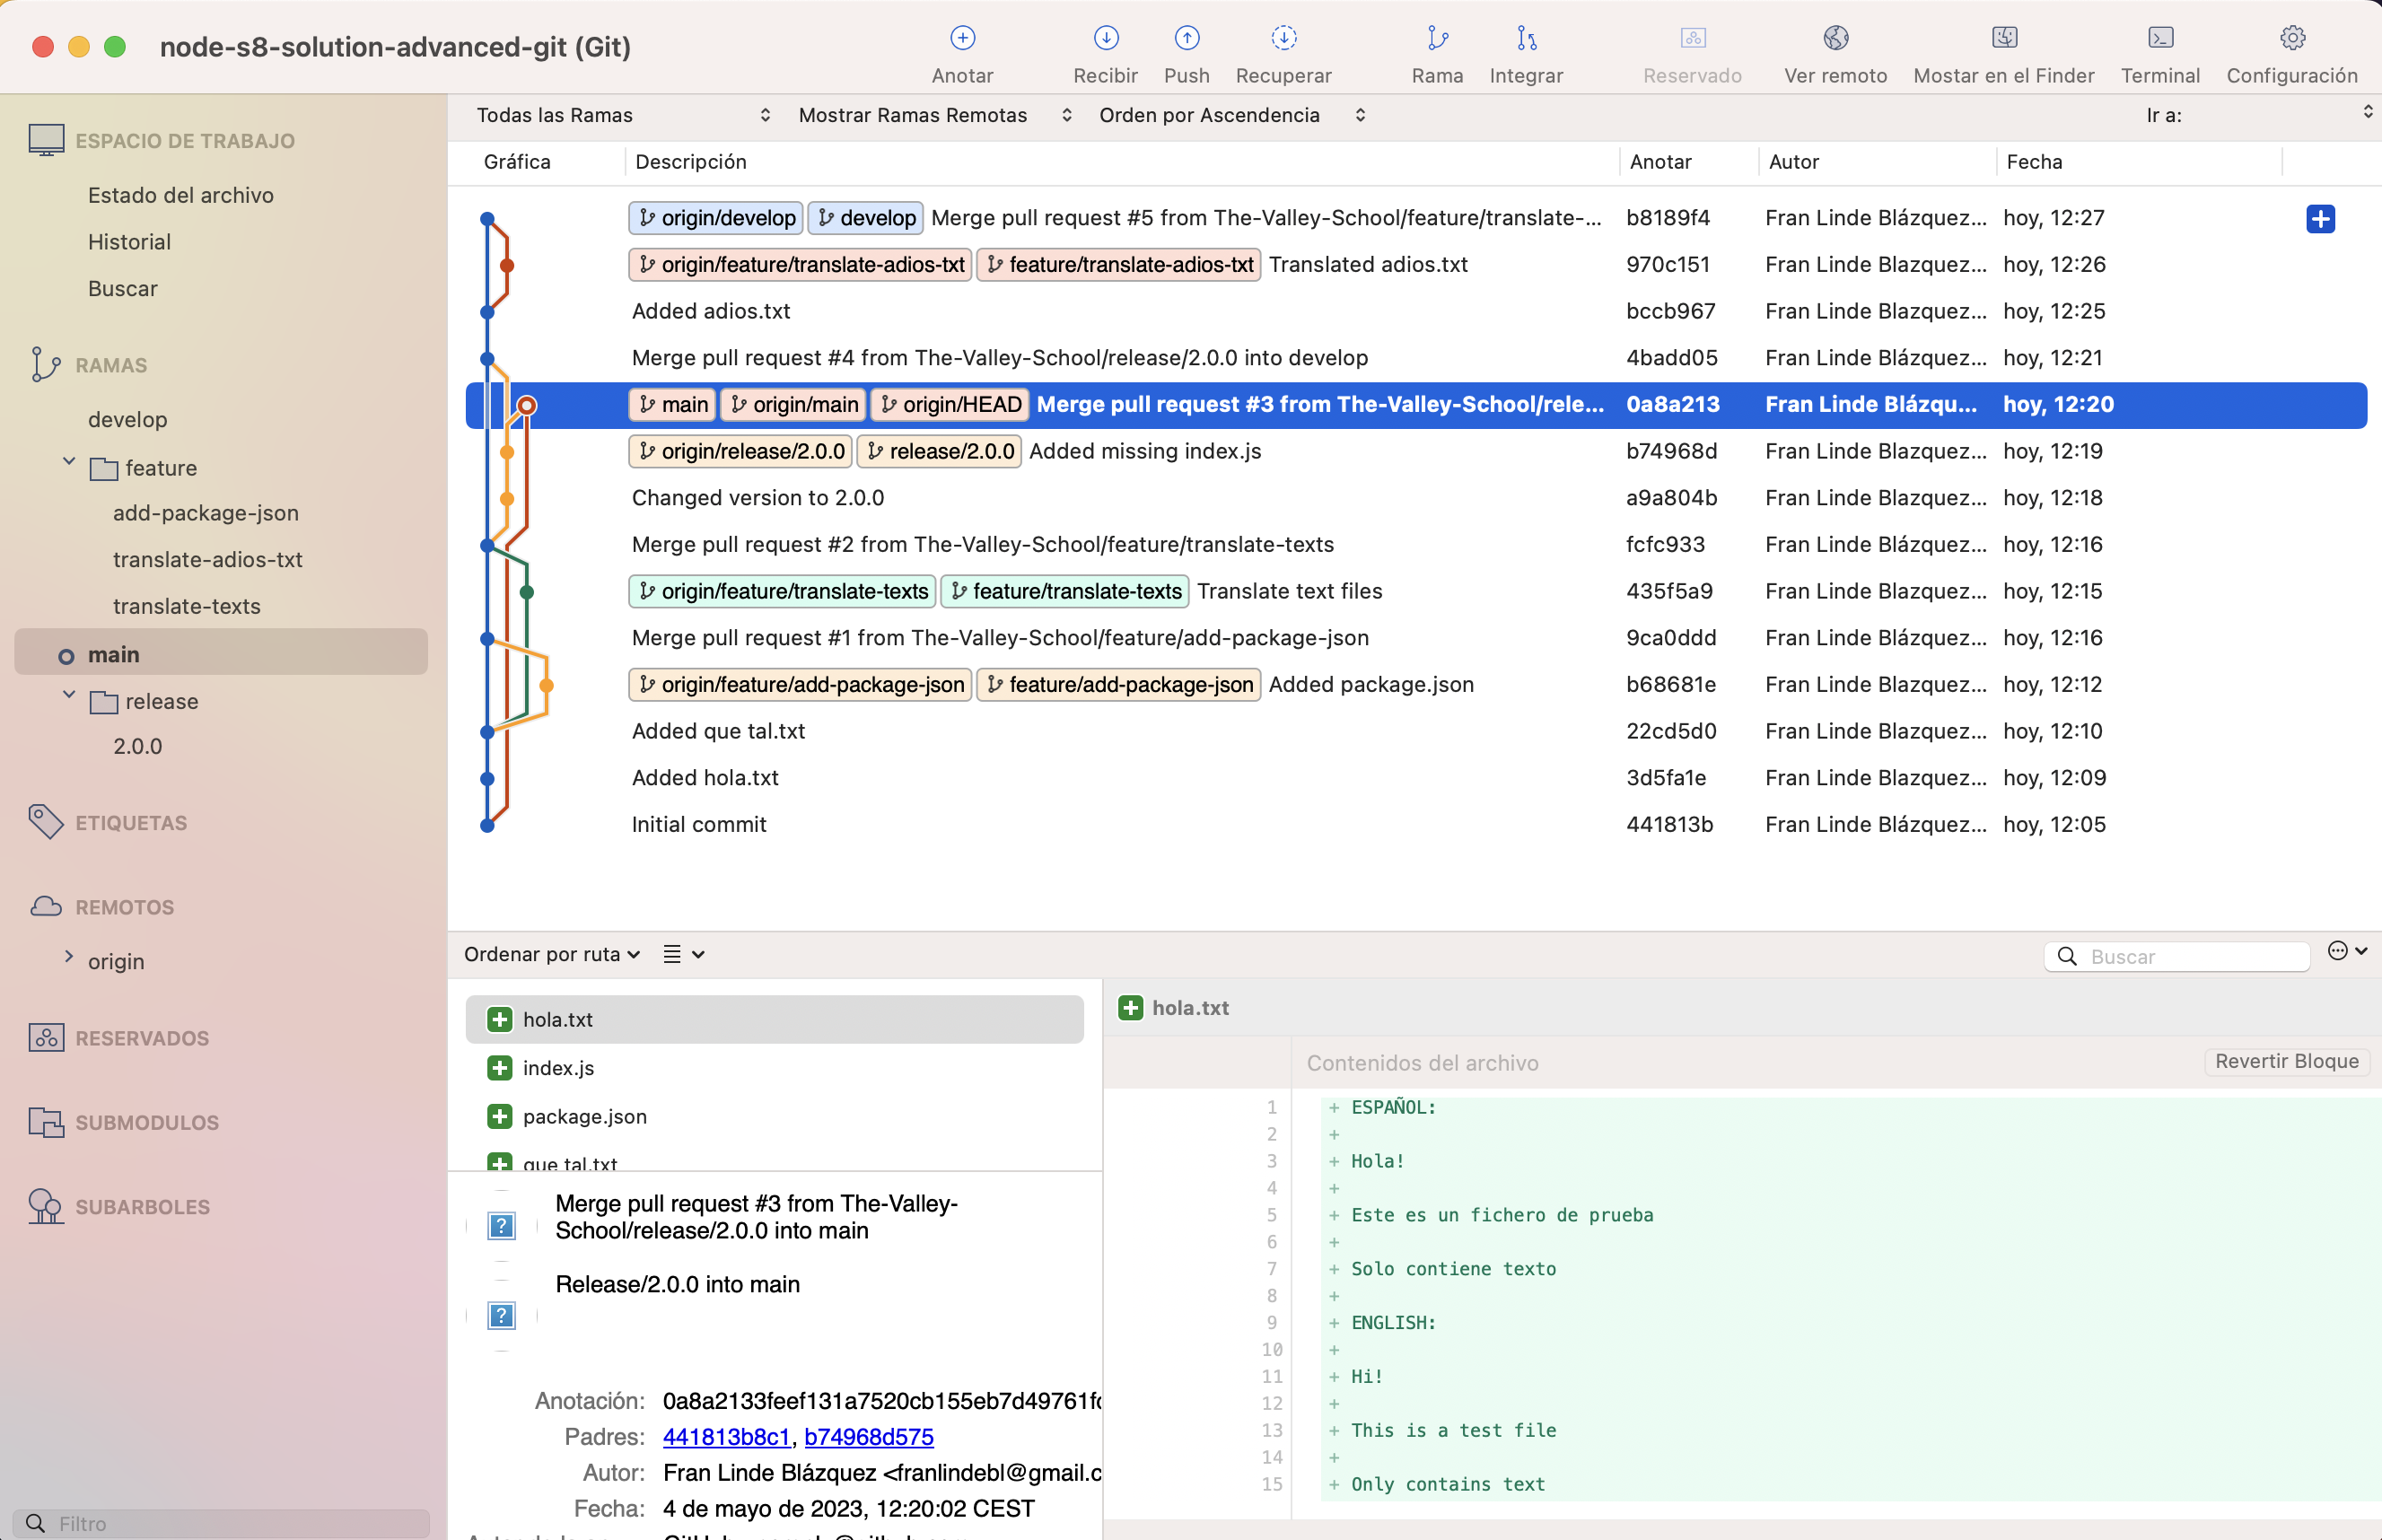 node-s8-solution-advanced-git (Git)
Anotar
Recibir
Push
Recuperar
Rama
Integrar
Reservado
Ver remoto
Mostar en el Finder
Terminal
Configuración
ESPACIO DE TRABAJO
Estado del archivo
Historial
Buscar
RAMAS
develop
feature
add-package-json
translate-adios-txt
translate-texts
main
release
2.0.0
ETIQUETAS
REMOTOS
origin
RESERVADOS
SUBMODULOS
SUBARBOLES
Filtro
Todas las Ramas Mostrar Ramas Remotas Orden por Ascendencia Ir a:
Gráfica Descripción Anotar Autor Fecha
origin/develop develop Merge pull request #5 from The-Valley-School/feature/translate-... b8189f4 Fran Linde Blázquez... hoy, 12:27
origin/feature/translate-adios-txt feature/translate-adios-txt Translated adios.txt 970c151 Fran Linde Blazquez... hoy, 12:26
Added adios.txt bccb967 Fran Linde Blazquez... hoy, 12:25
Merge pull request #4 from The-Valley-School/release/2.0.0 into develop 4badd05 Fran Linde Blázquez... hoy, 12:21
main origin/main origin/HEAD Merge pull request #3 from The-Valley-School/rele... 0a8a213 Fran Linde Blázqu... hoy, 12:20
origin/release/2.0.0 release/2.0.0 Added missing index.js b74968d Fran Linde Blazquez... hoy, 12:19
Changed version to 2.0.0 a9a804b Fran Linde Blazquez... hoy, 12:18
Merge pull request #2 from The-Valley-School/feature/translate-texts fcfc933 Fran Linde Blázquez... hoy, 12:16
origin/feature/translate-texts feature/translate-texts Translate text files 435f5a9 Fran Linde Blazquez... hoy, 12:15
Merge pull request #1 from The-Valley-School/feature/add-package-json 9ca0ddd Fran Linde Blázquez... hoy, 12:16
origin/feature/add-package-json feature/add-package-json Added package.json b68681e Fran Linde Blazquez... hoy, 12:12
Added que tal.txt 22cd5d0 Fran Linde Blazquez... hoy, 12:10
Added hola.txt 3d5fa1e Fran Linde Blazquez... hoy, 12:09
Initial commit 441813b Fran Linde Blázquez... hoy, 12:05
Ordenar por ruta
Buscar
hola.txt
index.js
package.json
que tal.txt
Merge pull request #3 from The-Valley-
School/release/2.0.0 into main
Release/2.0.0 into main
Anotación: 0a8a2133feef131a7520cb155eb7d49761f
Padres: 441813b8c1, b74968d575
Autor: Fran Linde Blázquez <franlindebl@gmail.c
Fecha: 4 de mayo de 2023, 12:20:02 CEST
hola.txt
Contenidos del archivo Revertir Bloque
1 + ESPAÑOL:
2 +
3 + Hola!
4 +
5 + Este es un fichero de prueba
6 +
7 + Solo contiene texto
8 +
9 + ENGLISH:
10 +
11 + Hi!
12 +
13 + This is a test file
14 +
15 + Only contains text